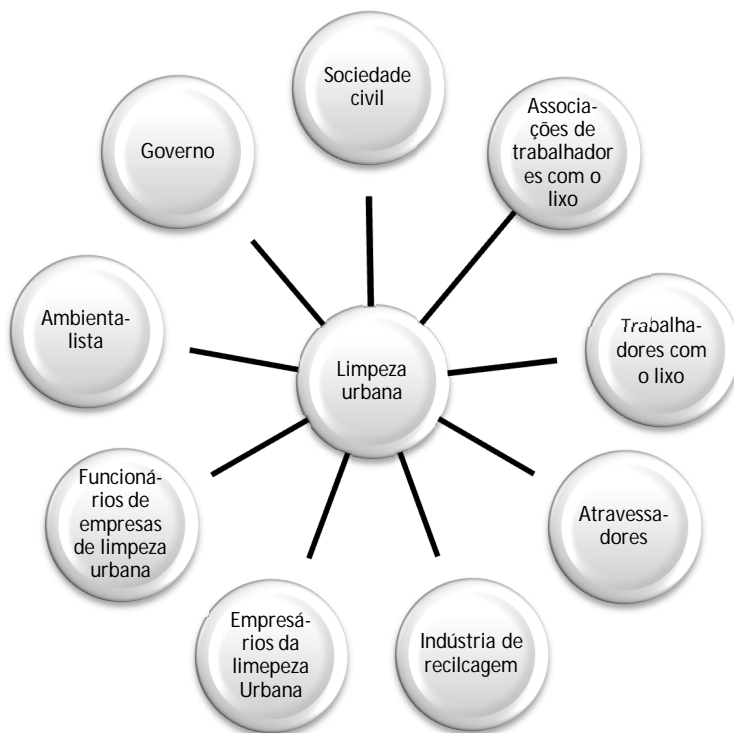 Sociedade
civil
Associa-
ções de
trabalhador
es com o
lixo
Governo
Trabalha-
dores com
o lixo
Ambienta-
lista
Limpeza
urbana
Funcioná-
rios de
empresas
de limpeza
urbana
Atravessa-
dores
Empresá-
rios da
limepeza
Urbana
Indústria de
recilcagem